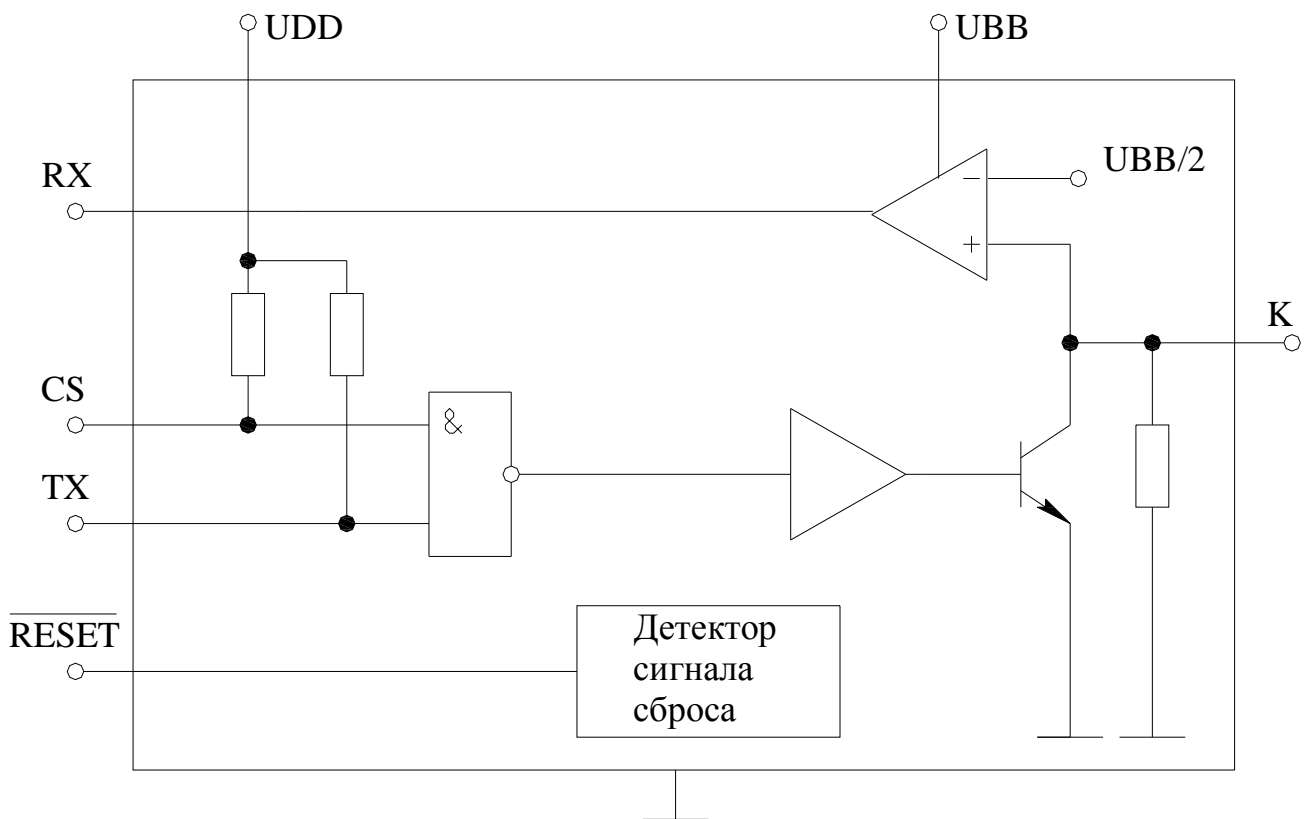 UDD
UBB
UBB/2
RX
−
+
K
CS
&
TX
RESET
Детектор
сигнала
сброса